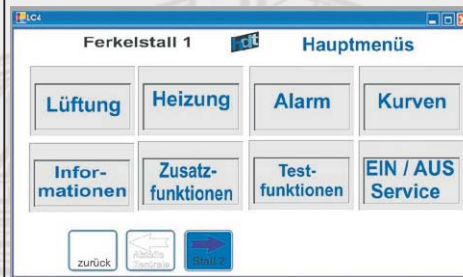 LC4
Ferkelstall 1 hdt Hauptmenüs
Lüftung Heizung Alarm Kurven
Infor-
mationen
Zusatz-
funktionen
Test-
funktionen
EIN / AUS
Service
zurück
Stall 2